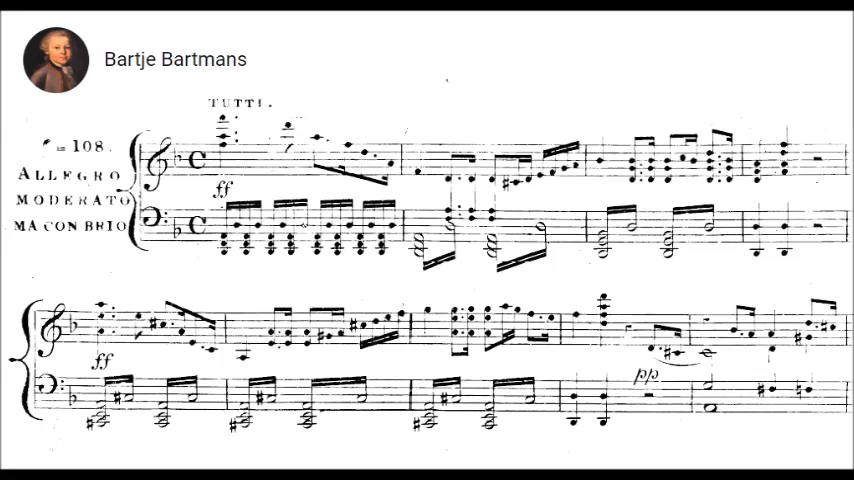 Bartje Bartmans
TUTTI.
= 108.
ALLEGRO
MODERATO
MA CON BRIO
ff
ff
pp